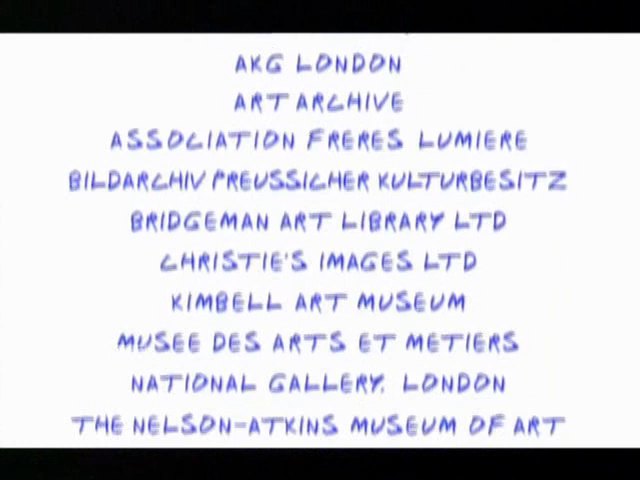 AKG LONDON
ART ARCHIVE
ASSOCIATION FRERES LUMIERE
BILDARCHIV PREUSSICHER KULTURBESITZ
BRIDGEMAN ART LIBRARY LTD
CHRISTIE'S IMAGES LTD
KIMBELL ART MUSEUM
MUSEE DES ARTS ET METIERS
NATIONAL GALLERY, LONDON
THE NELSON-ATKINS MUSEUM OF ART